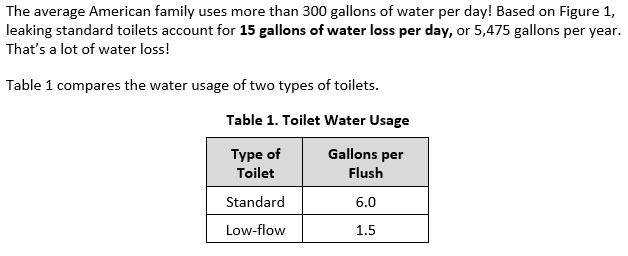 The average American family uses more than 300 gallons of water per day! Based on Figure 1,
leaking standard toilets account for 15 gallons of water loss per day, or 5,475 gallons per year.
That's a lot of water loss!
Table 1 compares the water usage of two types of toilets.
Table 1. Toilet Water Usage
Type of Toilet Gallons per Flush
Standard 6.0
Low-flow 1.5